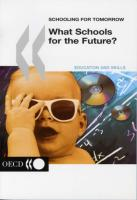 SCHOOLING FOR TOMORROW
What Schools
for the Future?
EDUCATION AND SKILLS
OECD